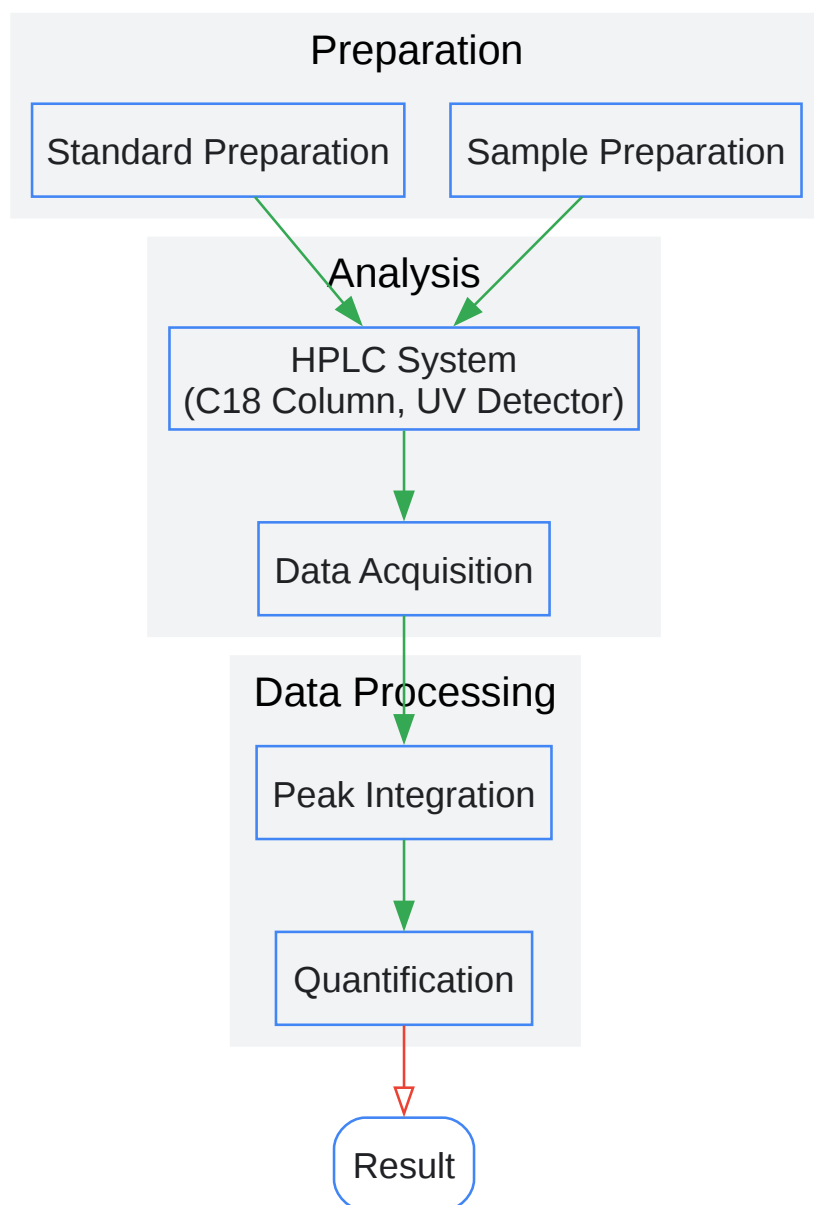 Preparation
Standard Preparation
Sample Preparation
Analysis
HPLC System
(C18 Column, UV Detector)
Data Acquisition
Data Processing
Peak Integration
Quantification
Result